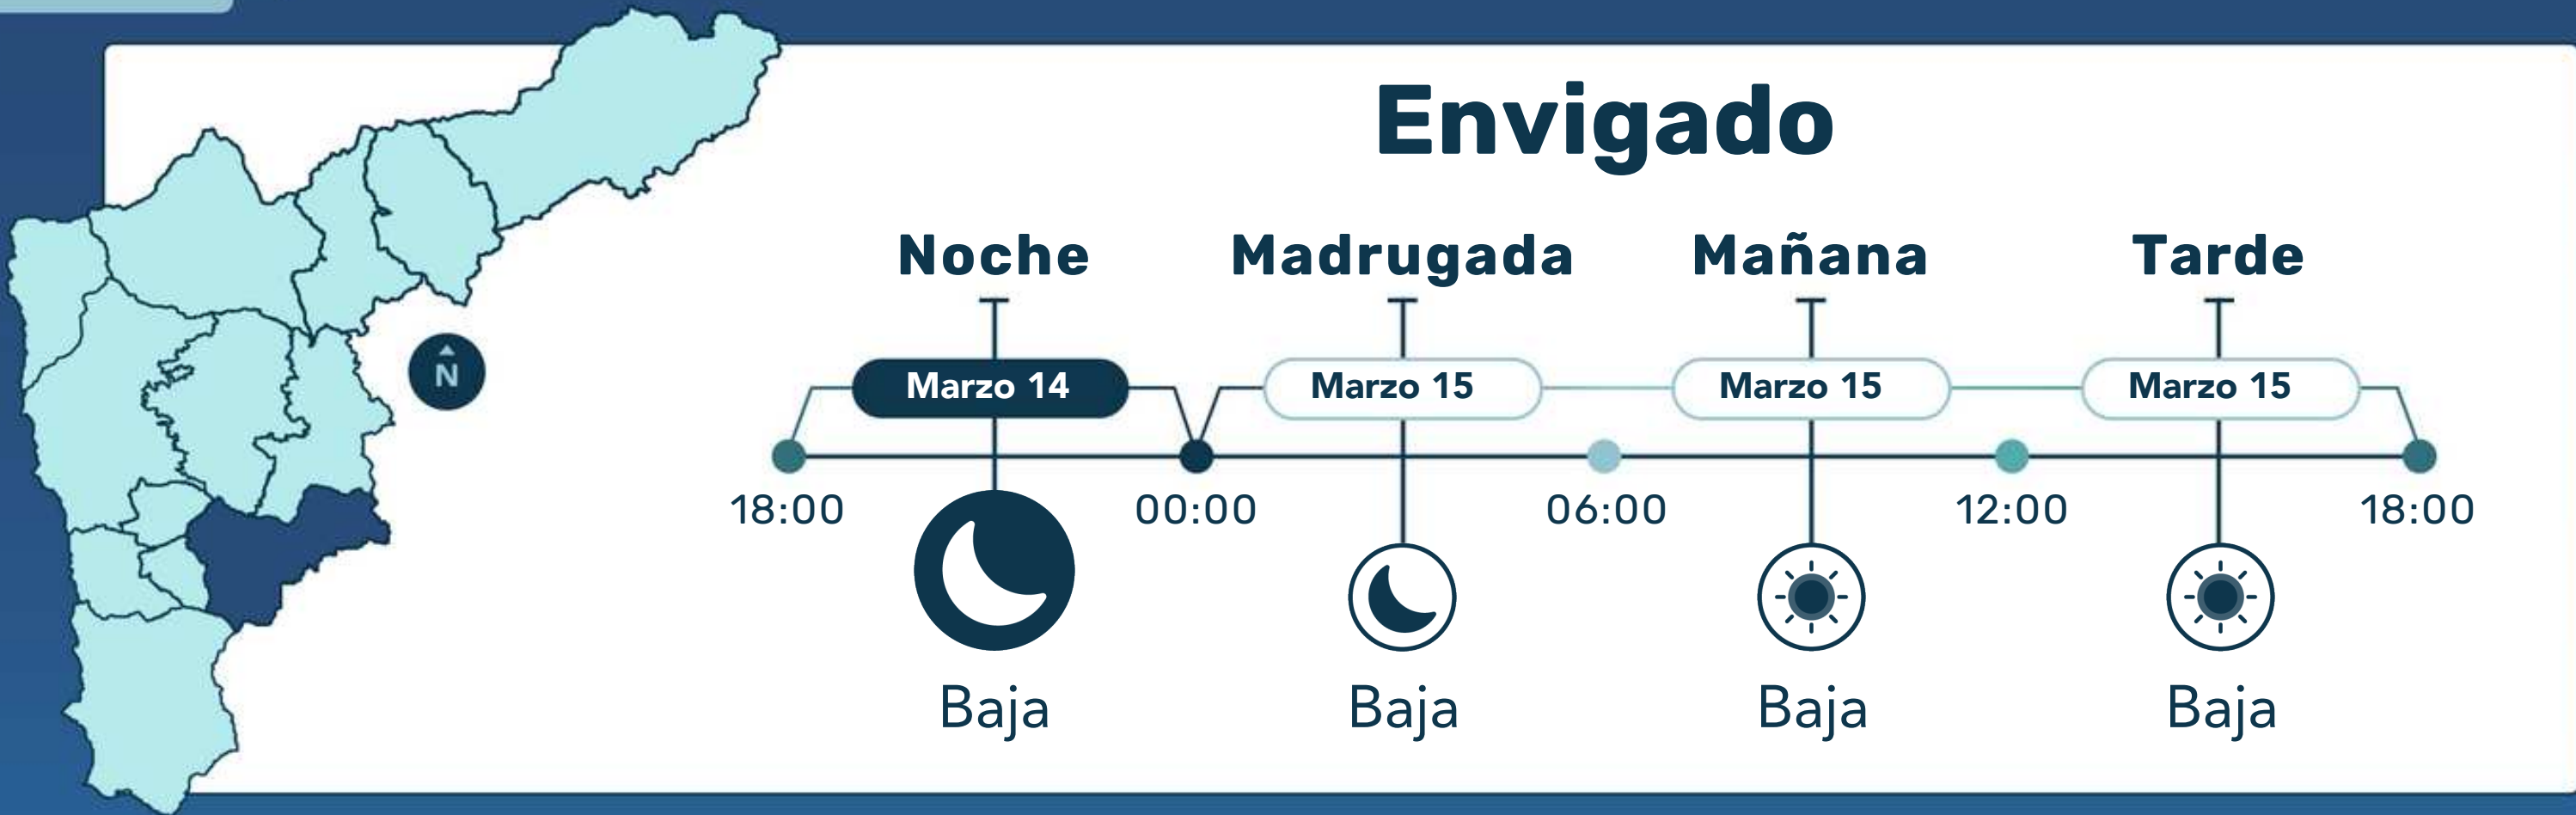 Envigado
Noche Madrugada Mañana Tarde
Marzo 14 Marzo 15 Marzo 15 Marzo 15
N
18:00 00:00 06:00 12:00 18:00
Baja Baja Baja Baja